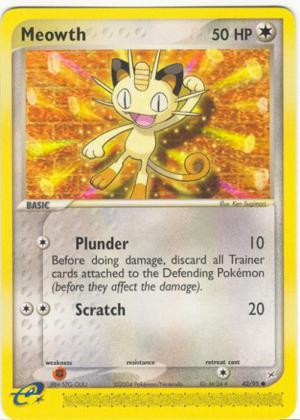 Meowth 50 HP
Illus. Ken Sugimori
BASIC
Plunder 10
Before doing damage, discard all Trainer
cards attached to the Defending Pokémon
(before they affect the damage).
Scratch 20
weakness resistance retreat cost
©2004 Pokémon/Nintendo 42/95
e